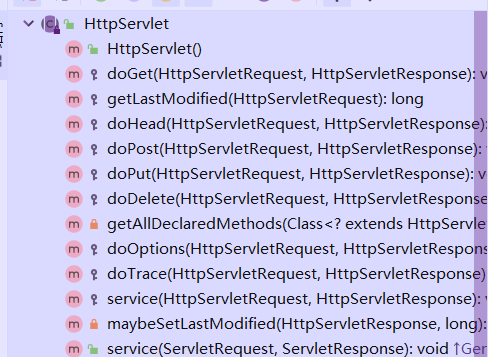 HttpServlet
HttpServlet()
doGet(HttpServletRequest, HttpServletResponse): v
getLastModified(HttpServletRequest): long
doHead(HttpServletRequest, HttpServletResponse):
doPost(HttpServletRequest, HttpServletResponse):
doPut(HttpServletRequest, HttpServletResponse): v
doDelete(HttpServletRequest, HttpServletResponse)
getAllDeclaredMethods(Class<? extends HttpServlet
doOptions(HttpServletRequest, HttpServletResponse
doTrace(HttpServletRequest, HttpServletResponse)
service(HttpServletRequest, HttpServletResponse):
maybeSetLastModified(HttpServletResponse, long):
service(ServletRequest, ServletResponse): void ↑Ger